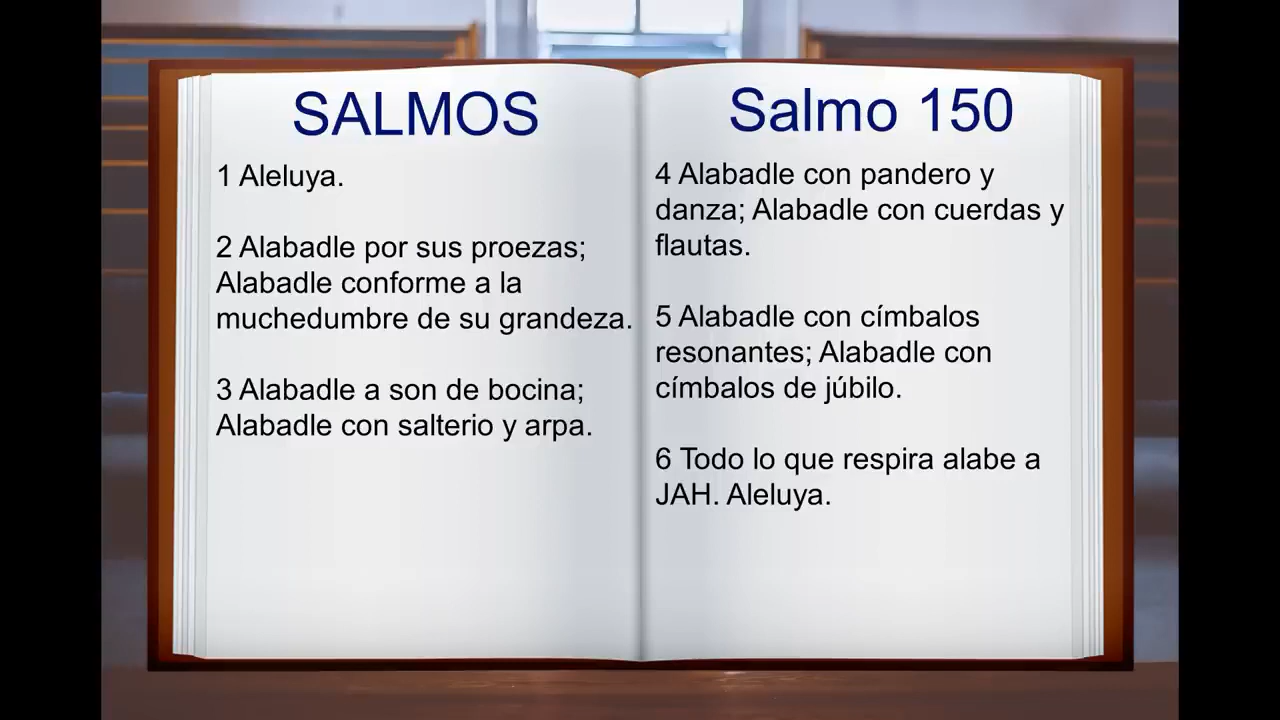 SALMOS
1 Aleluya.
2 Alabadle por sus proezas;
Alabadle conforme a la
muchedumbre de su grandeza.
3 Alabadle a son de bocina;
Alabadle con salterio y arpa.
Salmo 150
4 Alabadle con pandero y
danza; Alabadle con cuerdas y
flautas.
5 Alabadle con címbalos
resonantes; Alabadle con
címbalos de júbilo.
6 Todo lo que respira alabe a
JAH. Aleluya.